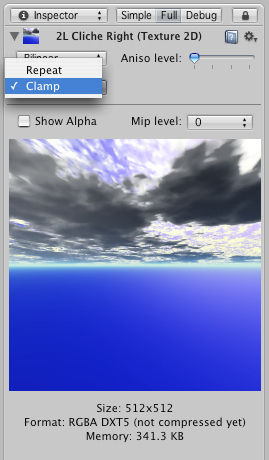 Inspector
Simple Full Debug
2L Cliche Right (Texture 2D)
Aniso level:
Repeat
✓ Clamp
Show Alpha Mip level: 0
Size: 512x512
Format: RGBA DXT5 (not compressed yet)
Memory: 341.3 KB